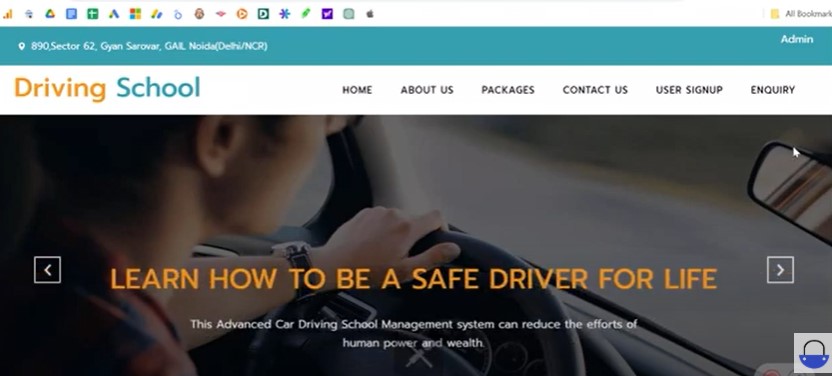 All Bookmark
890,Sector 62, Gyan Sarovar, GAIL Noida(Delhi/NCR)
Admin
Driving School
HOME ABOUT US PACKAGES CONTACT US USER SIGNUP ENQUIRY
LEARN HOW TO BE A SAFE DRIVER FOR LIFE
This Advanced Car Driving School Management system can reduce the efforts of
human power and wealth.